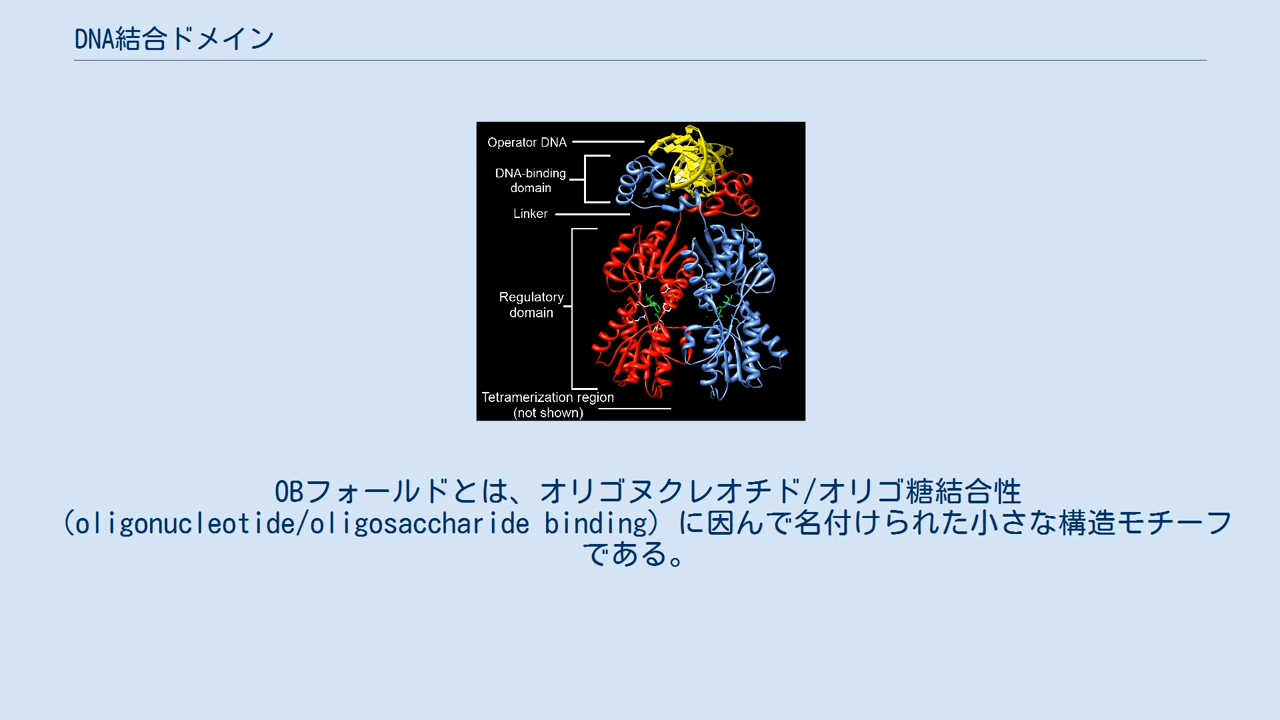 DNA結合ドメイン
Operator DNA
DNA-binding
domain
Linker
Regulatory
domain
Tetramerization region
(not shown)
OBフォールドとは、オリゴヌクレオチド/オリゴ糖結合性
(oligonucleotide/oligosaccharide binding) に因んで名付けられた小さな構造モチーフ
である。